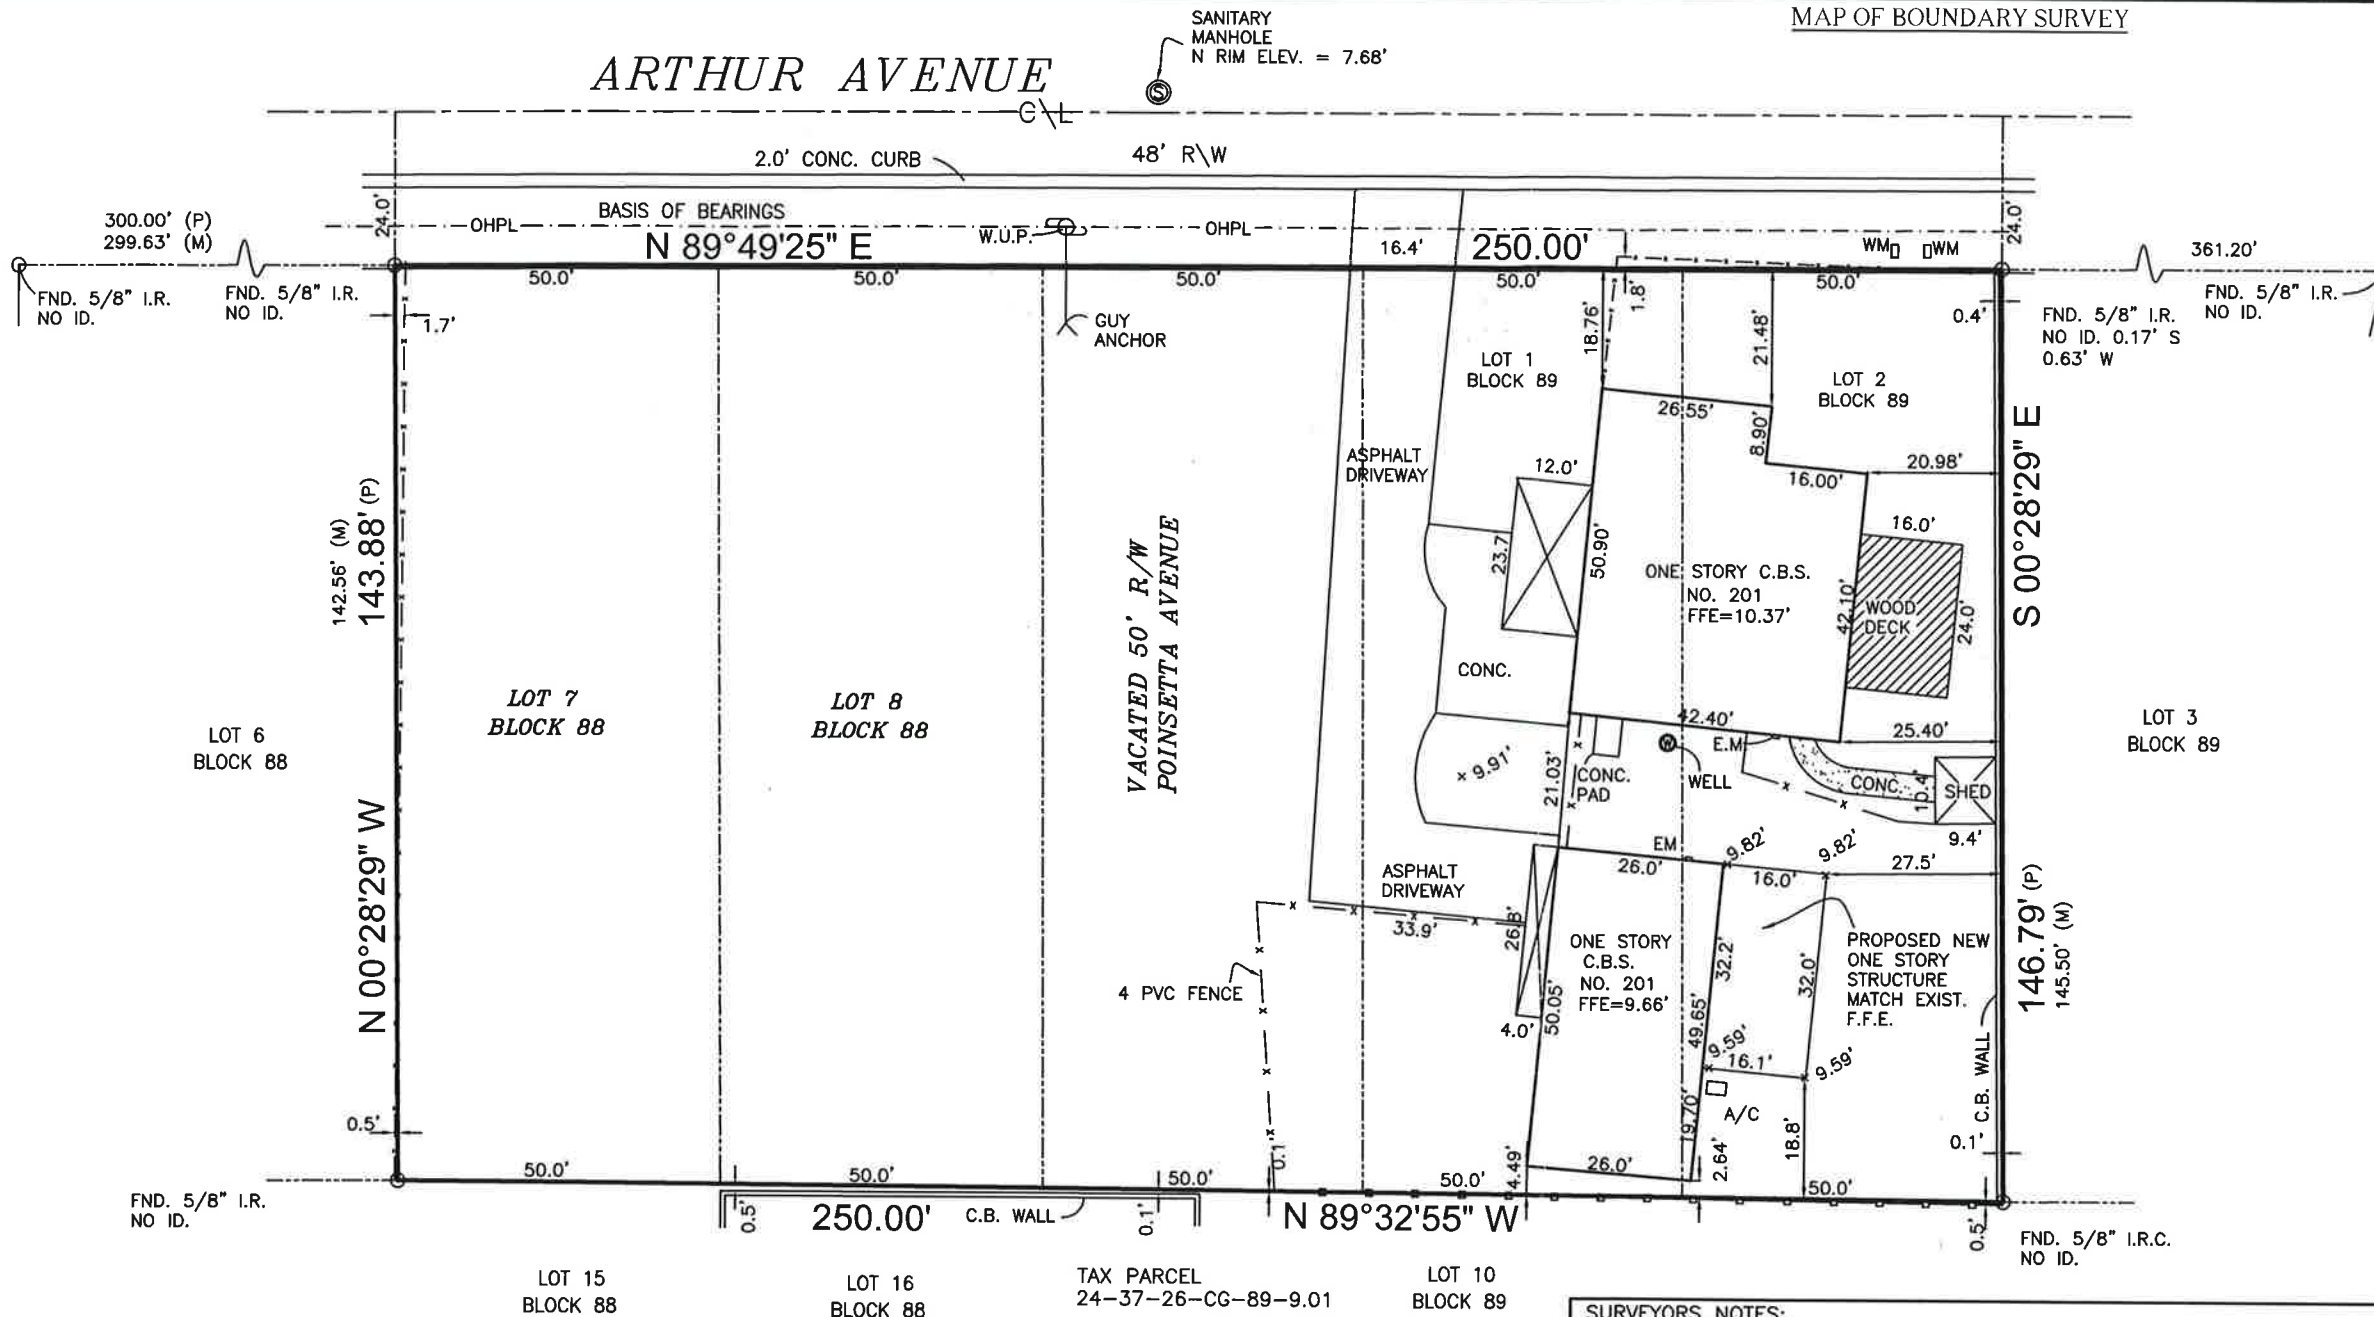 MAP OF BOUNDARY SURVEY
SANITARY
MANHOLE
N RIM ELEV. = 7.68'
ARTHUR AVENUE
S
C\L
2.0' CONC. CURB
48' R\W
300.00' (P)
299.63' (M)
24.0'
OHPL
BASIS OF BEARINGS
N 89°49'25" E
W.U.P.
OHPL
16.4'
250.00'
WM
WM
24.0'
361.20'
FND. 5/8" I.R.
NO ID.
FND. 5/8" I.R.
NO ID.
50.0'
50.0'
50.0'
50.0'
50.0'
1.7'
GUY
ANCHOR
18.76'
1.8'
21.48'
0.4'
FND. 5/8" I.R.
NO ID. 0.17' S
0.63' W
FND. 5/8" I.R.
NO ID.
LOT 1
BLOCK 89
LOT 2
BLOCK 89
26.55'
8.90'
16.00'
20.98'
S 00°28'29" E
ASPHALT
DRIVEWAY
12.0'
23.7
50.90'
16.0'
142.56' (M)
143.88' (P)
VACATED 50' R/W
POINSETTA AVENUE
ONE STORY C.B.S.
NO. 201
FFE=10.37'
42.10'
WOOD
DECK
24.0'
CONC.
LOT 6
BLOCK 88
LOT 7
BLOCK 88
LOT 8
BLOCK 88
LOT 3
BLOCK 89
42.40'
25.40'
E.M
W
WELL
9.91'
21.03'
CONC.
PAD
CONC.
10.4'
SHED
9.4'
N 00°28'29" W
EM
26.0'
9.82'
9.82'
16.0'
27.5'
ASPHALT
DRIVEWAY
33.9'
26.8'
146.79' (P)
145.50' (M)
4 PVC FENCE
ONE STORY
C.B.S.
NO. 201
FFE=9.66'
32.2'
32.0'
PROPOSED NEW
ONE STORY
STRUCTURE
MATCH EXIST.
F.F.E.
4.0'
50.05'
49.65'
9.59'
16.1'
9.59'
C.B. WALL
A/C
19.70'
18.8'
2.64'
0.5'
0.1'
0.1'
4.49'
26.0'
FND. 5/8" I.R.
NO ID.
50.0'
50.0'
50.0'
50.0'
50.0'
0.5'
250.00'
C.B. WALL
0.1'
N 89°32'55" W
0.5'
FND. 5/8" I.R.C.
NO ID.
LOT 15
BLOCK 88
LOT 16
BLOCK 88
TAX PARCEL
24-37-26-CG-89-9.01
LOT 10
BLOCK 89
SURVEYORS NOTES: